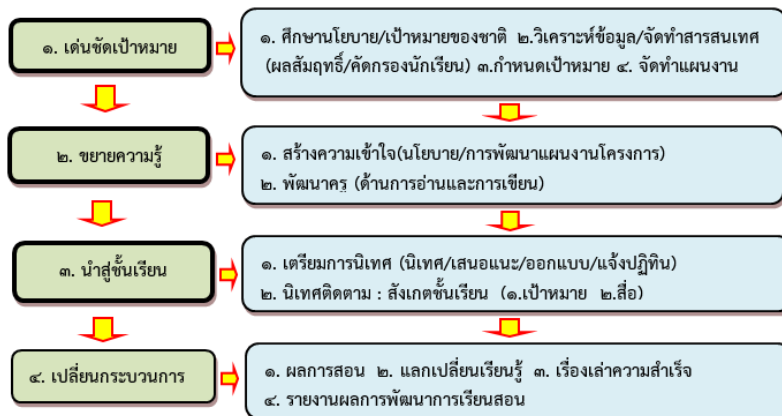 ๑. เด่นชัดเป้าหมาย
๑. ศึกษานโยบาย/เป้าหมายของชาติ ๒.วิเคราะห์ข้อมูล/จัดทำสารสนเทศ
(ผลสัมฤทธิ์/คัดกรองนักเรียน) ๓.กำหนดเป้าหมาย ๔. จัดทำแผนงาน
๒. ขยายความรู้
๑. สร้างความเข้าใจ(นโยบาย/การพัฒนาแผนงานโครงการ)
๒. พัฒนาครู (ด้านการอ่านและการเขียน)
๓. นำสู่ชั้นเรียน
๑. เตรียมการนิเทศ (นิเทศ/เสนอแนะ/ออกแบบ/แจ้งปฏิทิน)
๒. นิเทศติดตาม : สังเกตชั้นเรียน (๑.เป้าหมาย ๒.สื่อ)
๔. เปลี่ยนกระบวนการ
๑. ผลการสอน ๒. แลกเปลี่ยนเรียนรู้ ๓. เรื่องเล่าความสำเร็จ
๔. รายงานผลการพัฒนาการเรียนสอน